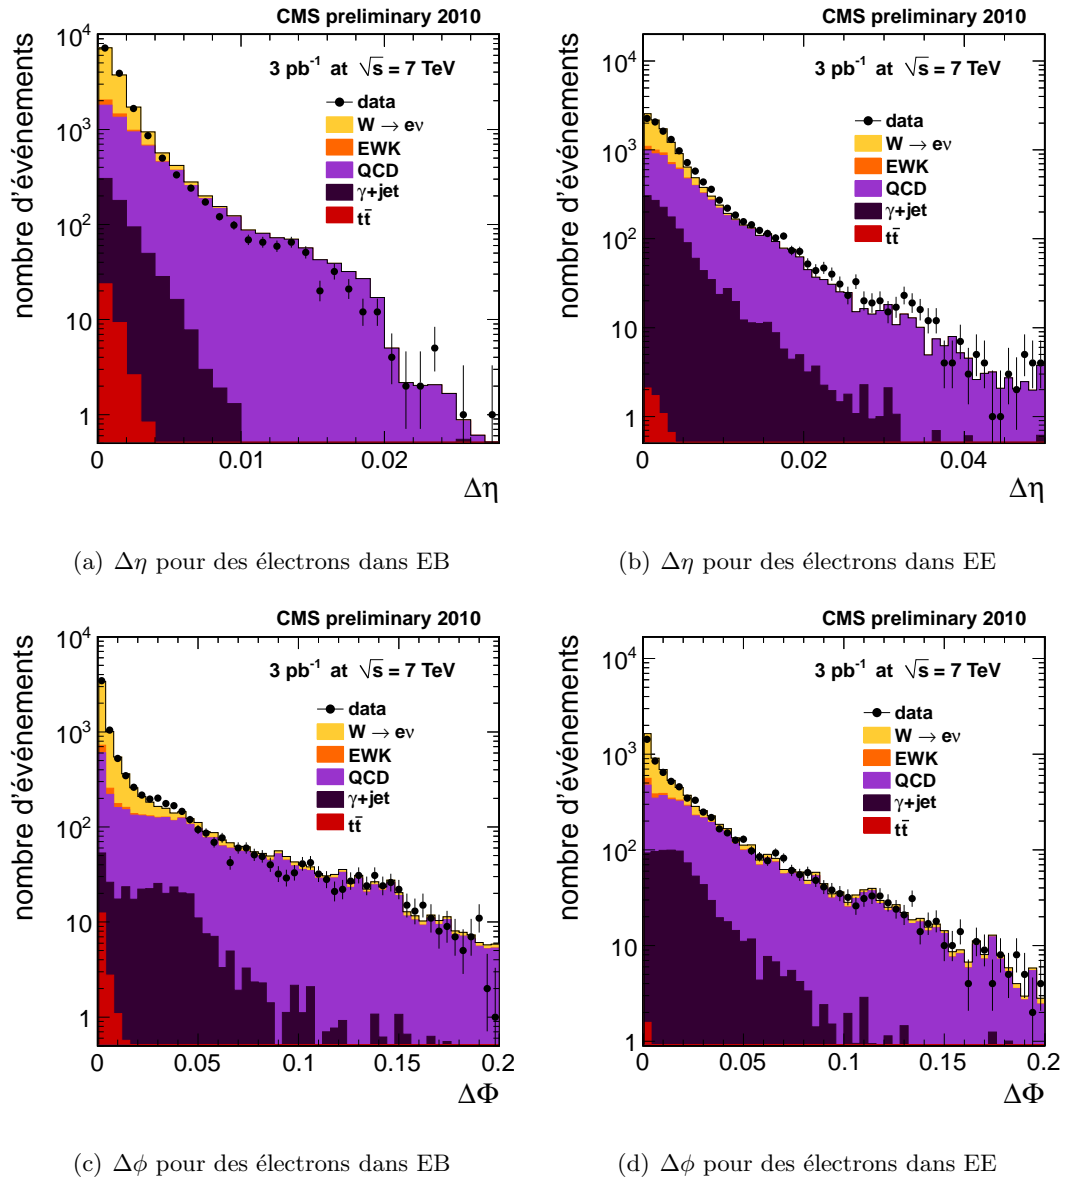 CMS preliminary 2010
nombre d'événements
10⁴
10³
10²
10
1
3 pb⁻¹ at √s = 7 TeV
data
W → eν
EWK
QCD
γ+jet
tt̄
0 0.01 0.02
Δη
(a) Δη pour des électrons dans EB
CMS preliminary 2010
nombre d'événements
10⁴
10³
10²
10
1
3 pb⁻¹ at √s = 7 TeV
data
W → eν
EWK
QCD
γ+jet
tt̄
0 0.02 0.04
Δη
(b) Δη pour des électrons dans EE
CMS preliminary 2010
nombre d'événements
10⁴
10³
10²
10
1
3 pb⁻¹ at √s = 7 TeV
data
W → eν
EWK
QCD
γ+jet
tt̄
0 0.05 0.1 0.15 0.2
ΔΦ
(c) Δϕ pour des électrons dans EB
CMS preliminary 2010
nombre d'événements
10⁴
10³
10²
10
1
3 pb⁻¹ at √s = 7 TeV
data
W → eν
EWK
QCD
γ+jet
tt̄
0 0.05 0.1 0.15 0.2
ΔΦ
(d) Δϕ pour des électrons dans EE